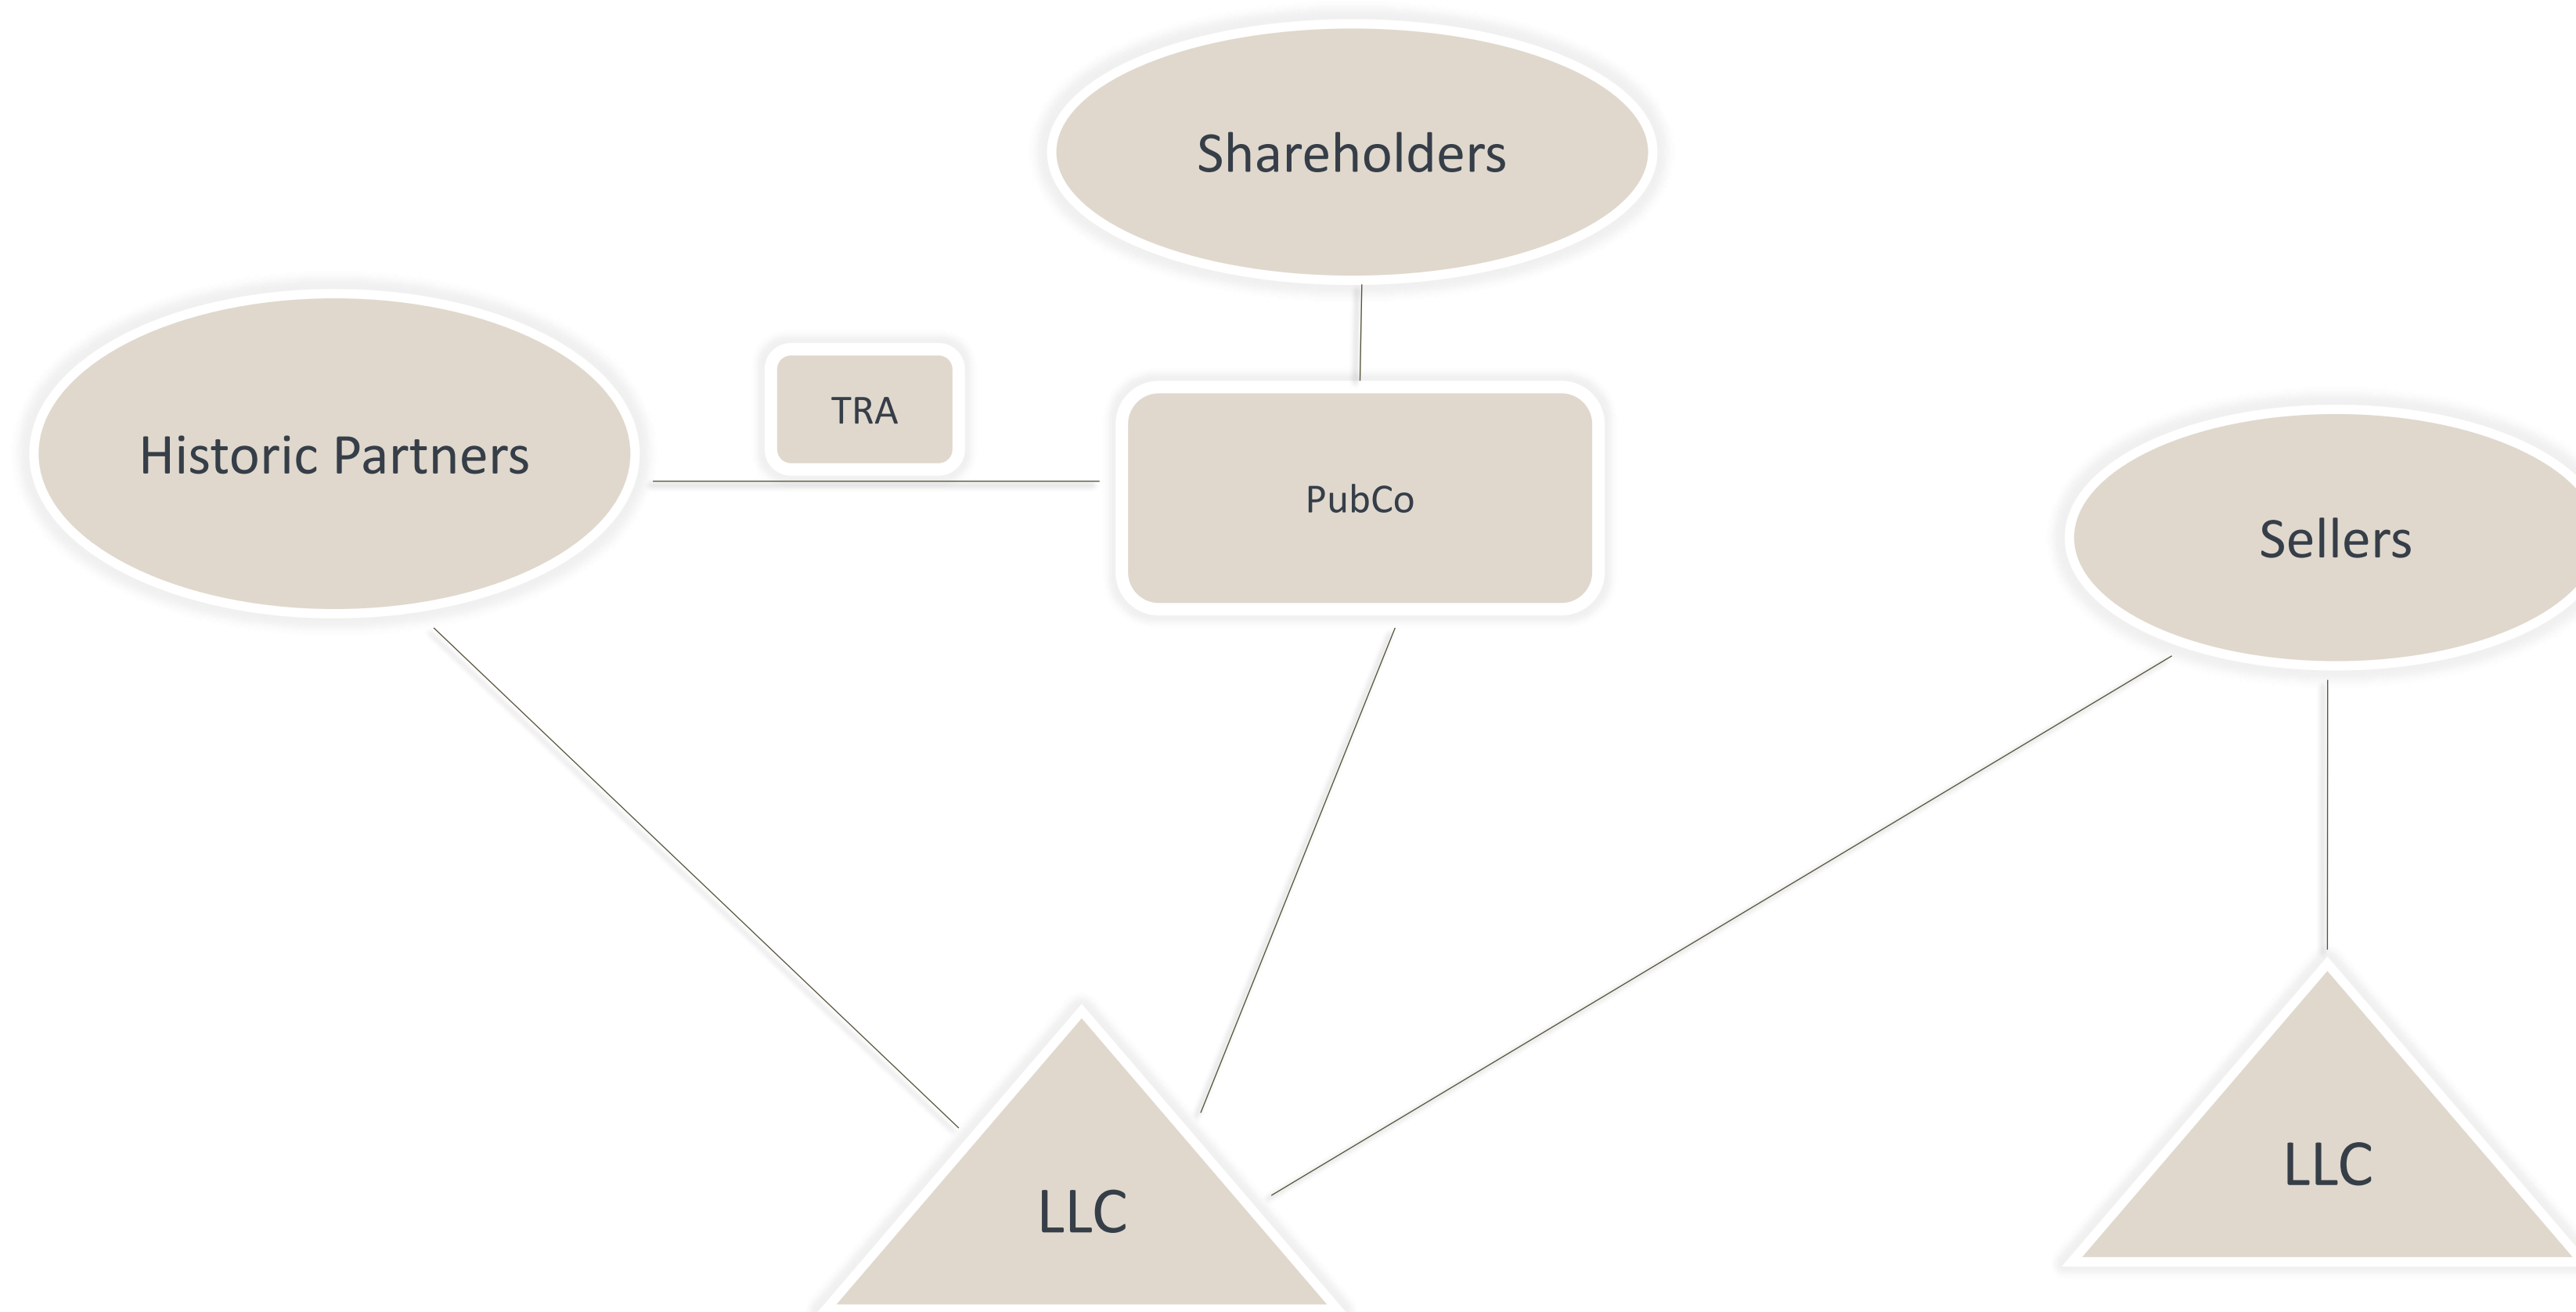 Shareholders
Historic Partners
TRA
PubCo
Sellers
LLC
LLC